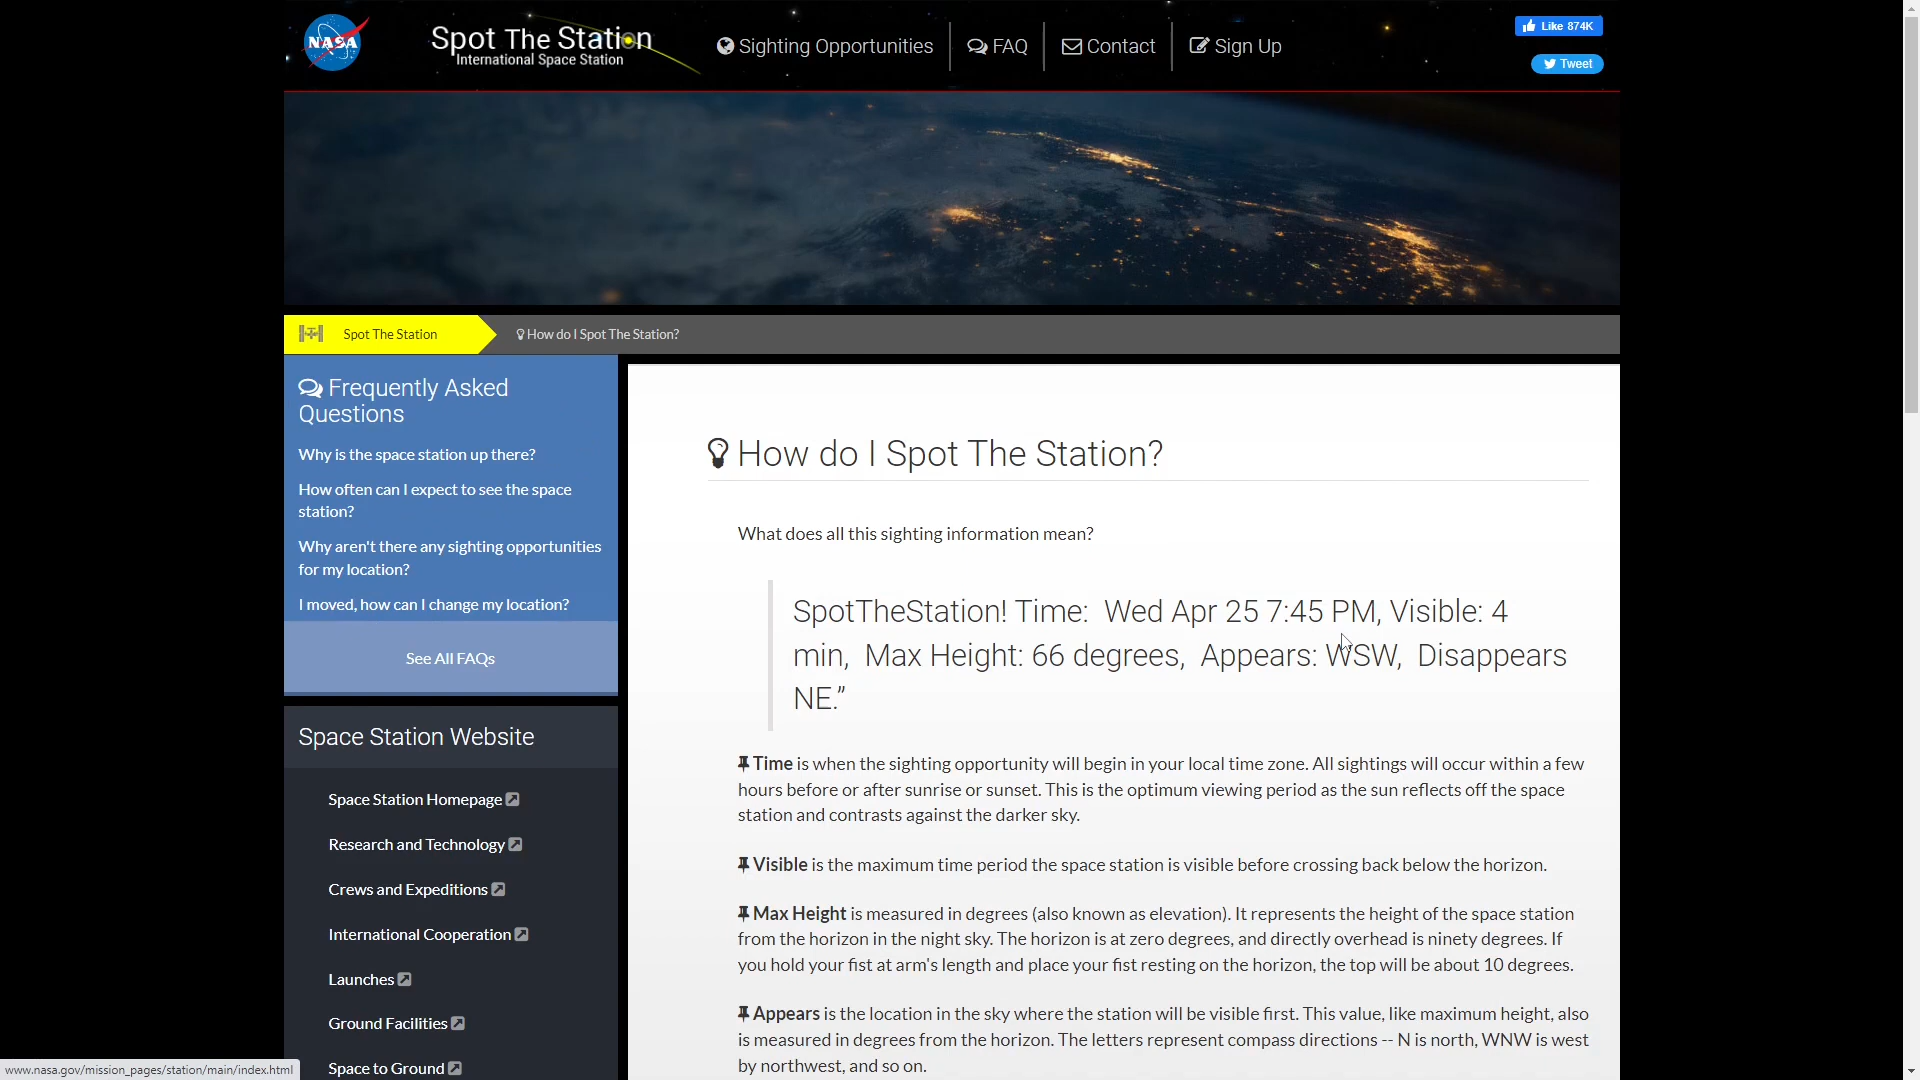 NASA
Spot The Station
International Space Station
Sighting Opportunities
FAQ
Contact
Sign Up
Like 874K
Tweet
Spot The Station
How do I Spot The Station?
Frequently Asked
Questions
Why is the space station up there?
How often can I expect to see the space
station?
Why aren't there any sighting opportunities
for my location?
I moved, how can I change my location?
See All FAQs
Space Station Website
Space Station Homepage
Research and Technology
Crews and Expeditions
International Cooperation
Launches
Ground Facilities
Space to Ground
How do I Spot The Station?
What does all this sighting information mean?
SpotTheStation! Time: Wed Apr 25 7:45 PM, Visible: 4
min, Max Height: 66 degrees, Appears: WSW, Disappears
NE.”
Time is when the sighting opportunity will begin in your local time zone. All sightings will occur within a few
hours before or after sunrise or sunset. This is the optimum viewing period as the sun reflects off the space
station and contrasts against the darker sky.
Visible is the maximum time period the space station is visible before crossing back below the horizon.
Max Height is measured in degrees (also known as elevation). It represents the height of the space station
from the horizon in the night sky. The horizon is at zero degrees, and directly overhead is ninety degrees. If
you hold your fist at arm's length and place your fist resting on the horizon, the top will be about 10 degrees.
Appears is the location in the sky where the station will be visible first. This value, like maximum height, also
is measured in degrees from the horizon. The letters represent compass directions -- N is north, WNW is west
by northwest, and so on.
www.nasa.gov/mission_pages/station/main/index.html